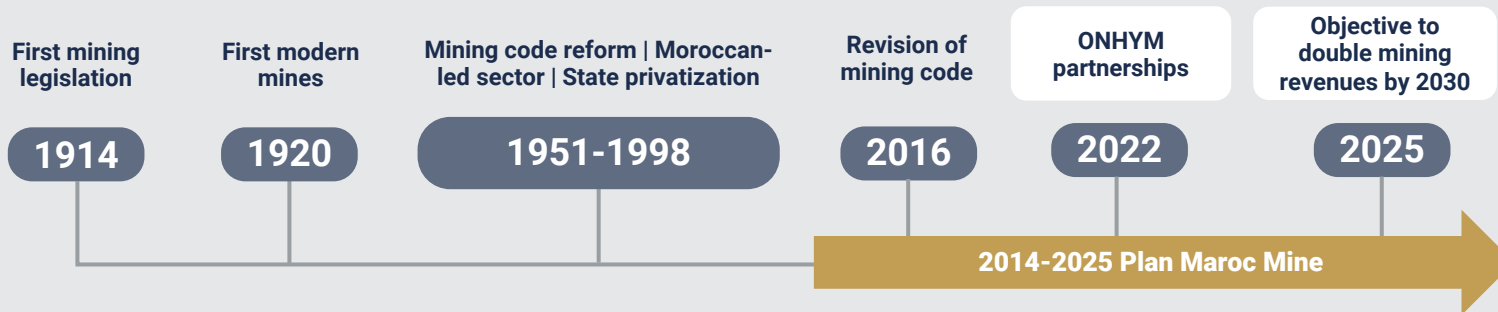 First mining
legislation
1914
First modern
mines
1920
Mining code reform | Moroccan-
led sector | State privatization
1951-1998
Revision of
mining code
2016
ONHYM
partnerships
2022
Objective to
double mining
revenues by 2030
2025
2014-2025 Plan Maroc Mine